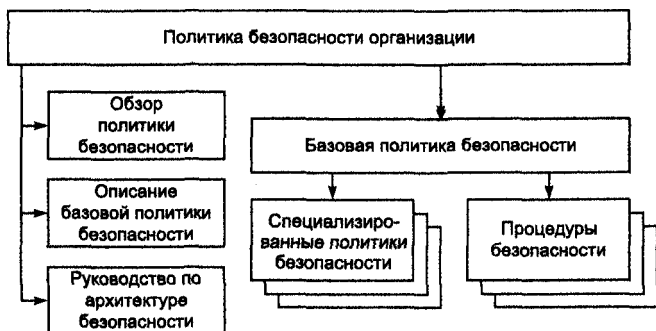 Политика безопасности организации
Обзор
политики
безопасности
Описание
базовой политики
безопасности
Руководство по
архитектуре
безопасности
Базовая политика безопасности
Специализиро-
ванные политики
безопасности
Процедуры
безопасности